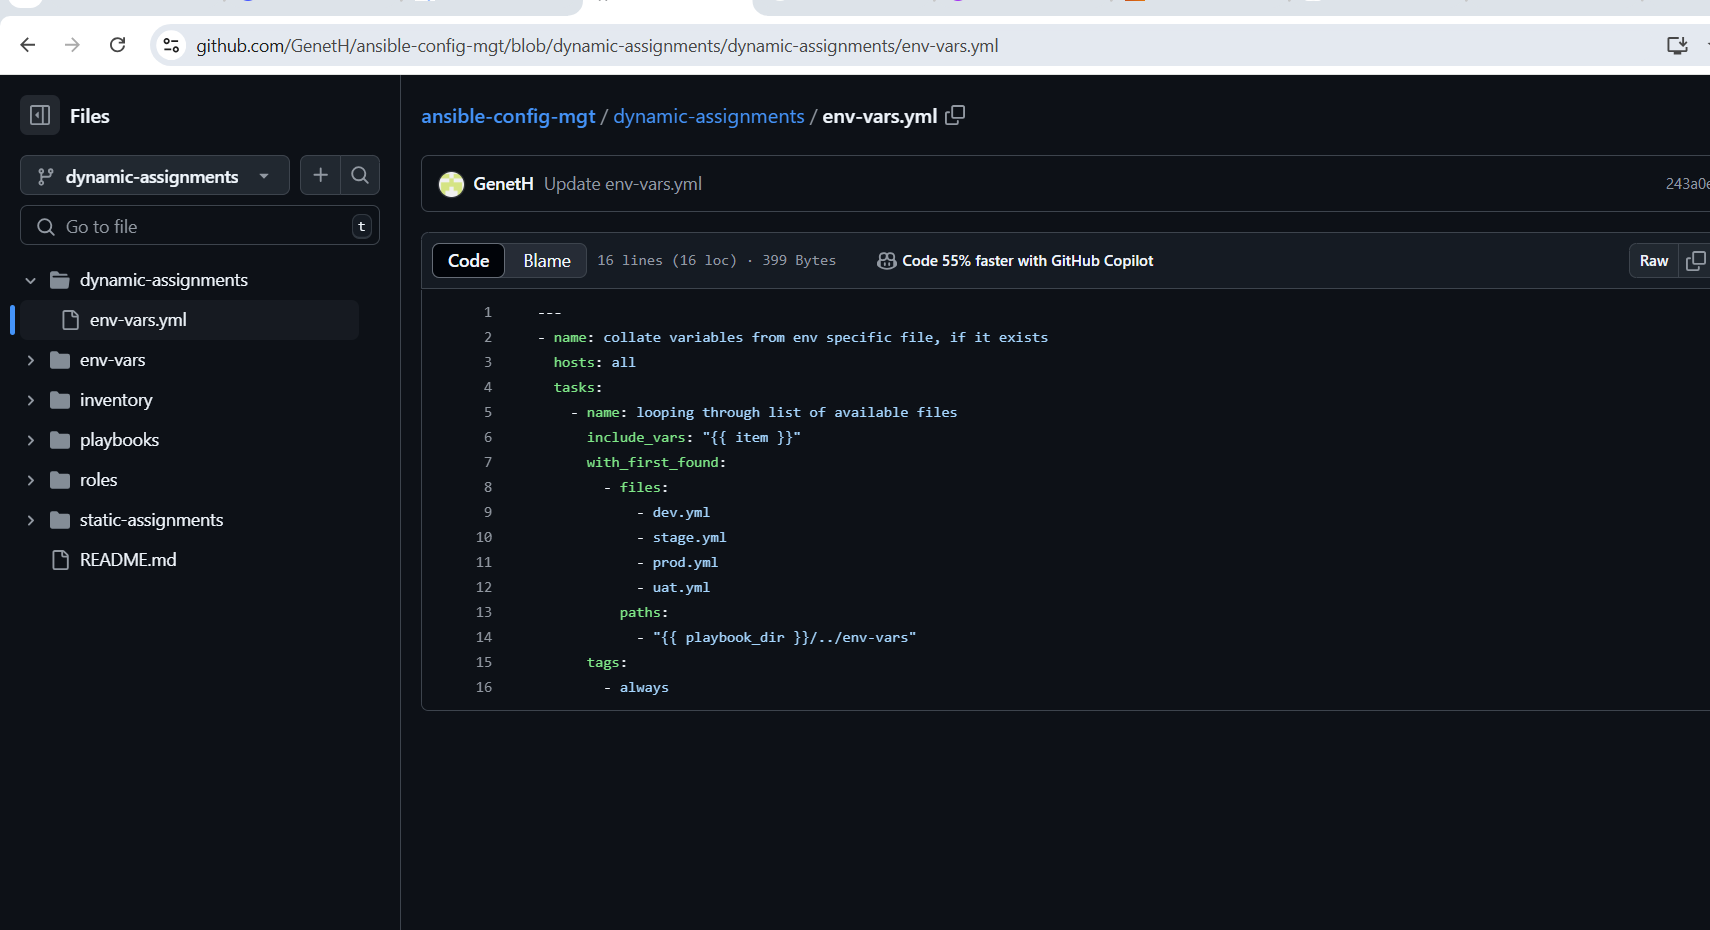 github.com/GenetH/ansible-config-mgt/blob/dynamic-assignments/dynamic-assignments/env-vars.yml
Files
dynamic-assignments
Go to file
t
dynamic-assignments
env-vars.yml
env-vars
inventory
playbooks
roles
static-assignments
README.md
ansible-config-mgt / dynamic-assignments / env-vars.yml
GenetH Update env-vars.yml 243a0
Code Blame 16 lines (16 loc) · 399 Bytes Code 55% faster with GitHub Copilot Raw
1 ---
2 - name: collate variables from env specific file, if it exists
3   hosts: all
4   tasks:
5     - name: looping through list of available files
6       include_vars: "{{ item }}"
7       with_first_found:
8         - files:
9             - dev.yml
10             - stage.yml
11             - prod.yml
12             - uat.yml
13           paths:
14             - "{{ playbook_dir }}/../env-vars"
15       tags:
16         - always